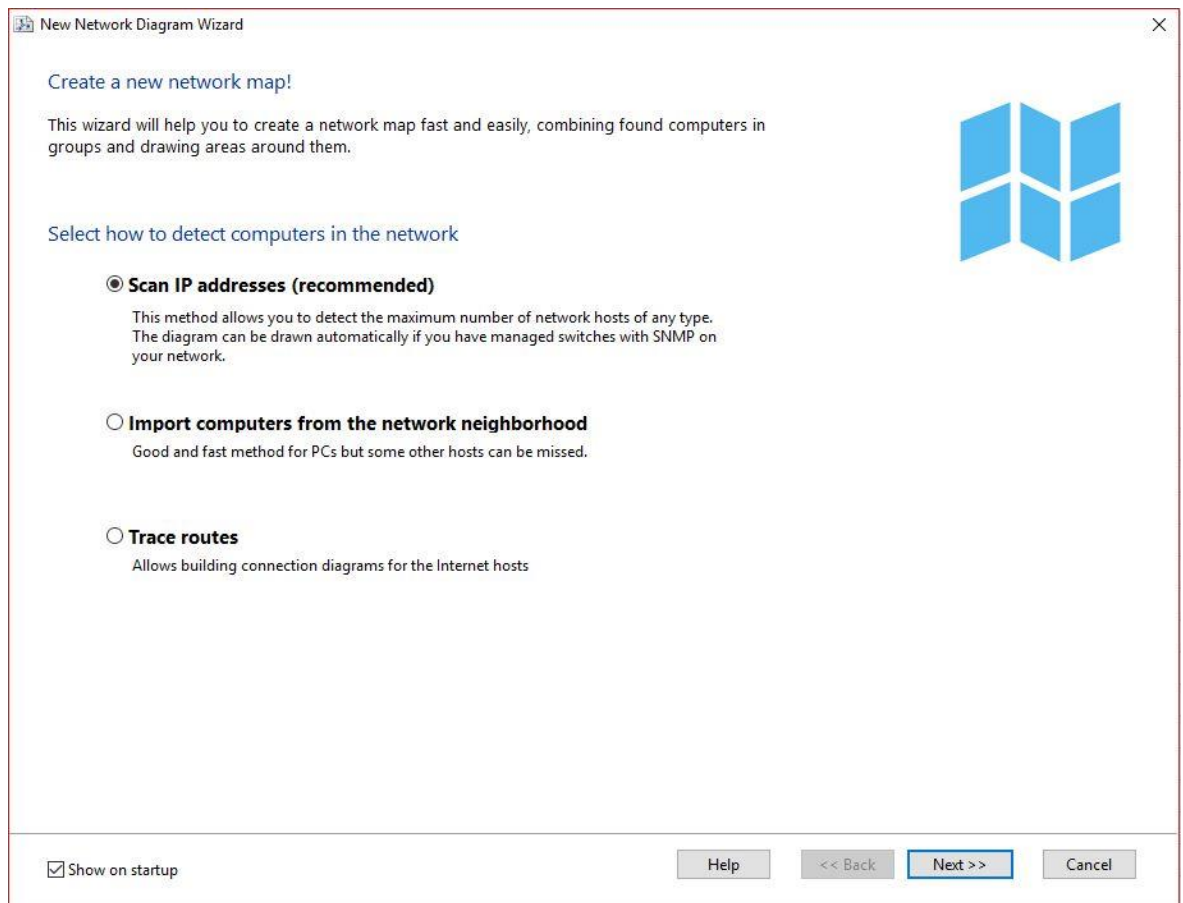 New Network Diagram Wizard
Create a new network map!
This wizard will help you to create a network map fast and easily, combining found computers in
groups and drawing areas around them.
Select how to detect computers in the network
Scan IP addresses (recommended)
This method allows you to detect the maximum number of network hosts of any type.
The diagram can be drawn automatically if you have managed switches with SNMP on
your network.
Import computers from the network neighborhood
Good and fast method for PCs but some other hosts can be missed.
Trace routes
Allows building connection diagrams for the Internet hosts
Show on startup
Help
<< Back
Next >>
Cancel